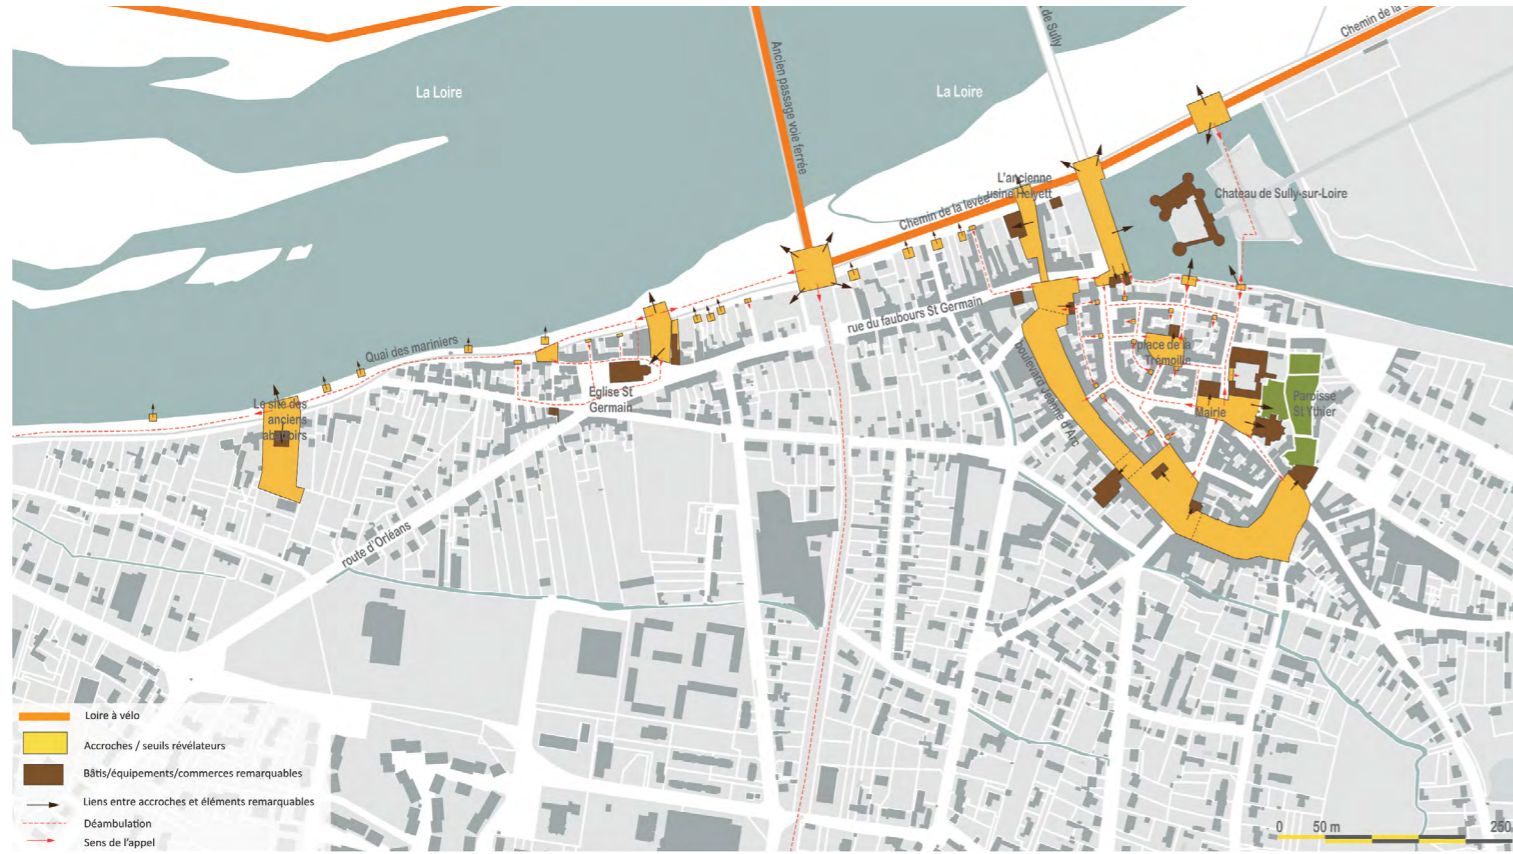 Chemin de la
de Sully
Ancien passage voie ferrée
La Loire
La Loire
L'ancienne
usine Helyett
Chateau de Sully-sur-Loire
Chemin de la levée
rue du faubours St Germain
Quai des mariniers
place de la
Trémoille
boulevard Jeanne d'Arc
Eglise St
Germain
Le site des
anciens
abattoirs
Mairie
Paroisse
St Ythier
route d'Orléans
Loire à vélo
Accroches / seuils révélateurs
Bâtis/équipements/commerces remarquables
Liens entre accroches et éléments remarquables
Déambulation
Sens de l'appel
0 50 m 250